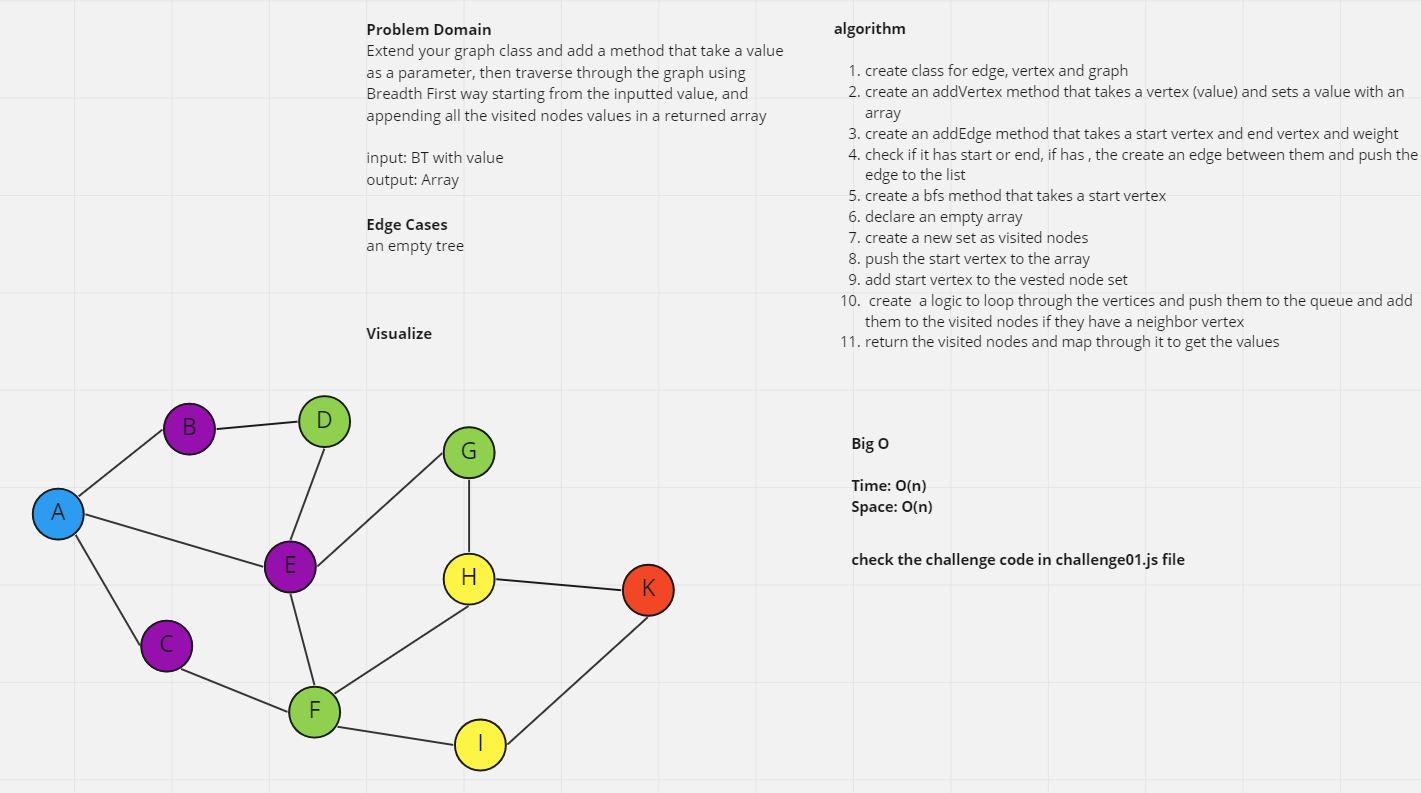 Problem Domain
Extend your graph class and add a method that take a value
as a parameter, then traverse through the graph using
Breadth First way starting from the inputted value, and
appending all the visited nodes values in a returned array
input: BT with value
output: Array
Edge Cases
an empty tree
Visualize
algorithm
1. create class for edge, vertex and graph
2. create an addVertex method that takes a vertex (value) and sets a value with an
array
3. create an addEdge method that takes a start vertex and end vertex and weight
4. check if it has start or end, if has , the create an edge between them and push the
edge to the list
5. create a bfs method that takes a start vertex
6. declare an empty array
7. create a new set as visited nodes
8. push the start vertex to the array
9. add start vertex to the vested node set
10. create a logic to loop through the vertices and push them to the queue and add
them to the visited nodes if they have a neighbor vertex
11. return the visited nodes and map through it to get the values
B
D
G
A
E
H
K
C
F
I
Big O
Time: O(n)
Space: O(n)
check the challenge code in challenge01.js file